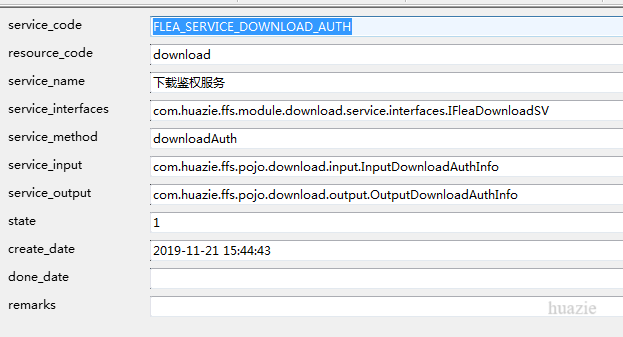 service_code FLEA_SERVICE_DOWNLOAD_AUTH
resource_code download
service_name 下载鉴权服务
service_interfaces com.huazie.ffs.module.download.service.interfaces.IFleaDownloadSV
service_method downloadAuth
service_input com.huazie.ffs.pojo.download.input.InputDownloadAuthInfo
service_output com.huazie.ffs.pojo.download.output.OutputDownloadAuthInfo
state 1
create_date 2019-11-21 15:44:43
done_date
remarks
huazie